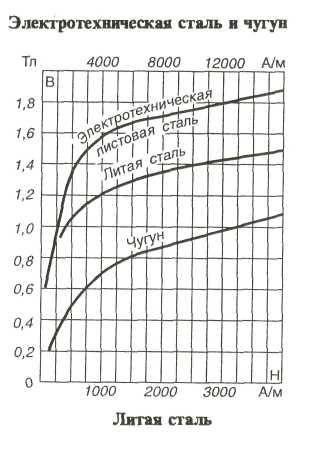 Электротехническая сталь и чугун
Тл 4000 8000 12000 А/м
B
1,8
Электротехническая
листовая сталь
1,6
1,4
Литая сталь
1,2
1,0
Чугун
0,8
0,6
0,4
0,2
0
H
1000 2000 3000 А/м
Литая сталь